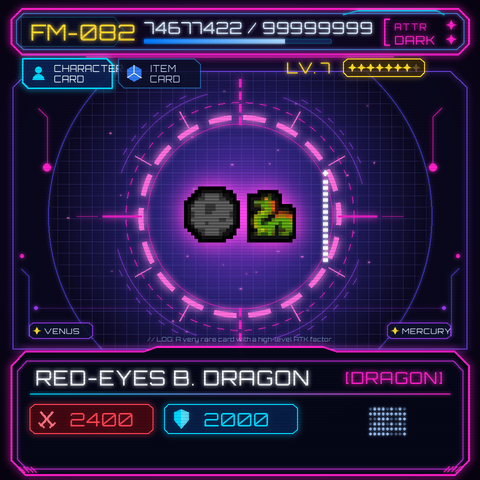 FM-082
74677422 / 99999999
ATTR
DARK
CHARACTER
CARD
ITEM
CARD
LV.7
VENUS
MERCURY
// LOG: A very rare card with a high-level ATK factor.
RED-EYES B. DRAGON
[DRAGON]
2400
2000